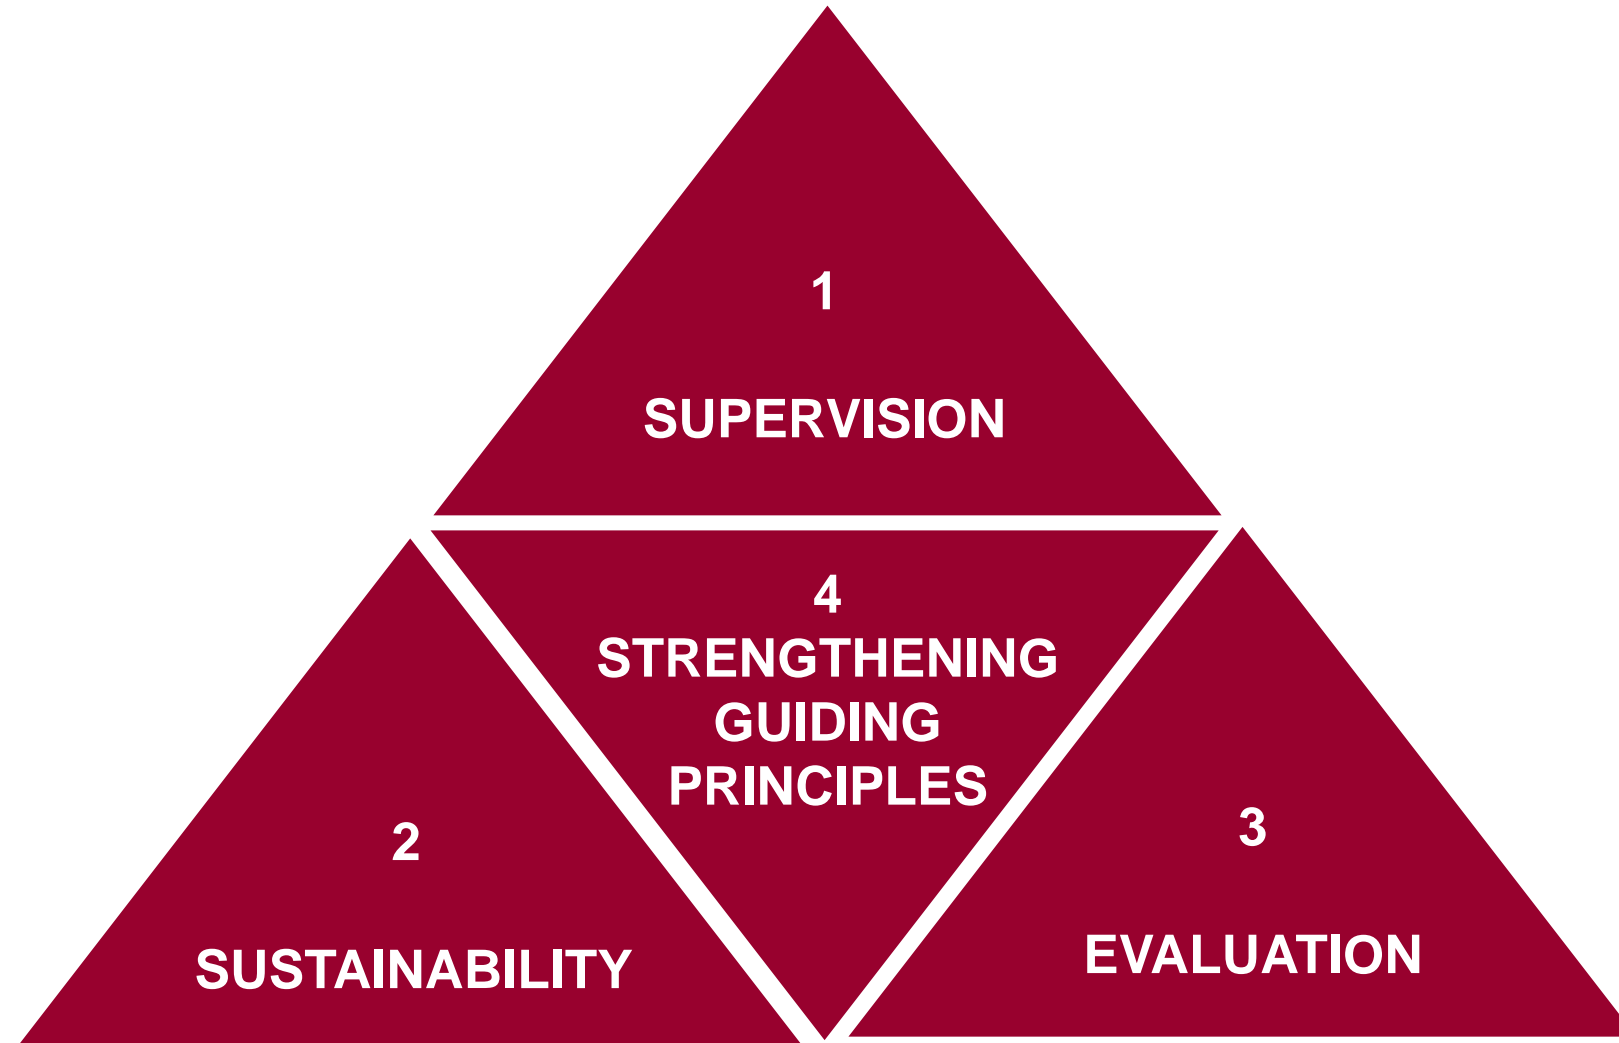 1
SUPERVISION
4
STRENGTHENING
GUIDING
PRINCIPLES
2
SUSTAINABILITY
3
EVALUATION